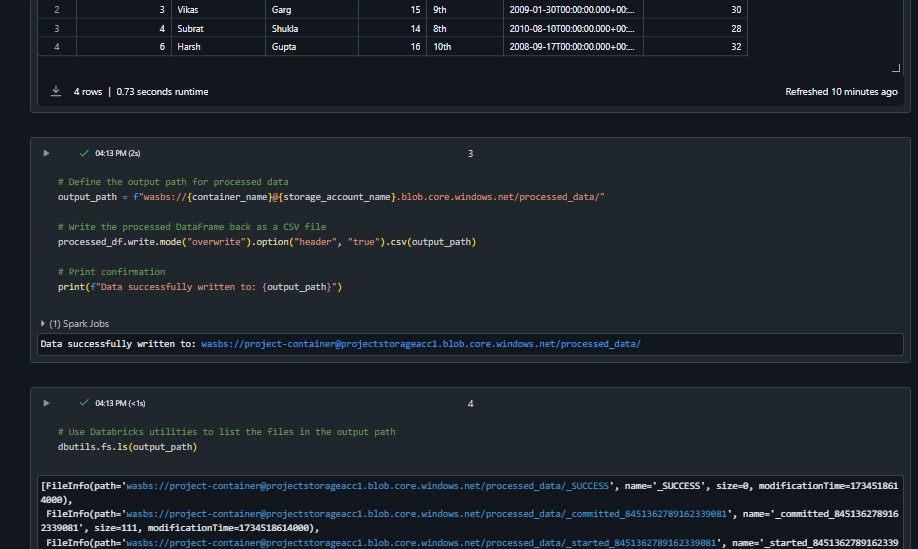 2 3 Vikas Garg 15 9th 2009-01-30T00:00:00.000+00:... 30
3 4 Subrat Shukla 14 8th 2010-08-10T00:00:00.000+00:... 28
4 6 Harsh Gupta 16 10th 2008-09-17T00:00:00.000+00:... 32
4 rows | 0.73 seconds runtime Refreshed 10 minutes ago
04:13 PM (2s) 3
# Define the output path for processed data
output_path = f"wasbs://{container_name}@{storage_account_name}.blob.core.windows.net/processed_data/"
# Write the processed DataFrame back as a CSV file
processed_df.write.mode("overwrite").option("header", "true").csv(output_path)
# Print confirmation
print(f"Data successfully written to: {output_path}")
(1) Spark Jobs
Data successfully written to: wasbs://project-container@projectstorageacc1.blob.core.windows.net/processed_data/
04:13 PM (<1s) 4
# Use Databricks utilities to list the files in the output path
dbutils.fs.ls(output_path)
[FileInfo(path='wasbs://project-container@projectstorageacc1.blob.core.windows.net/processed_data/_SUCCESS', name='_SUCCESS', size=0, modificationTime=173451861
4000),
FileInfo(path='wasbs://project-container@projectstorageacc1.blob.core.windows.net/processed_data/_committed_8451362789162339081', name='_committed_845136278916
2339081', size=111, modificationTime=1734518614000),
FileInfo(path='wasbs://project-container@projectstorageacc1.blob.core.windows.net/processed_data/_started_8451362789162339081', name='_started_8451362789162339